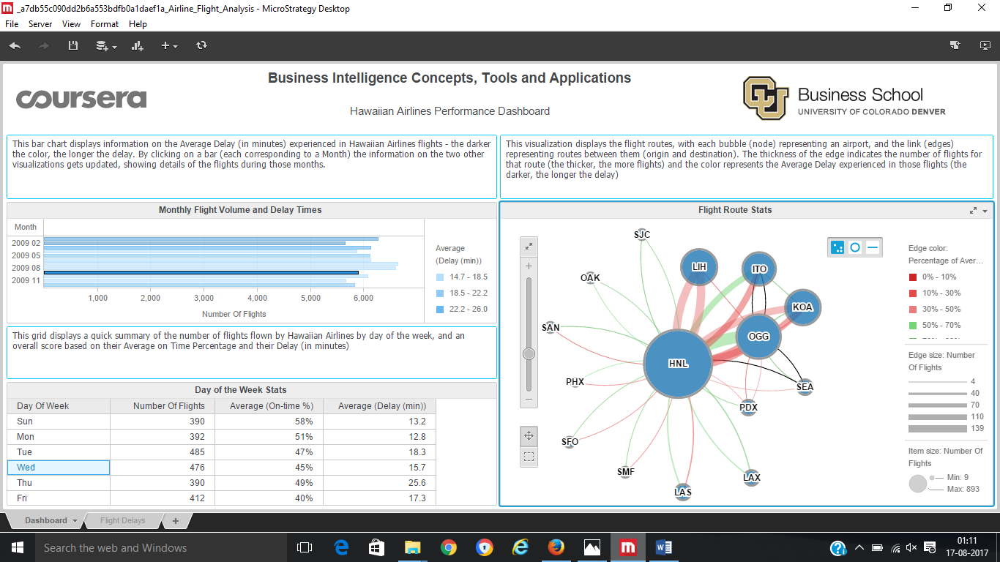 _a7db55c090dd2b6a553bdfb0a1daef1a_Airline_Flight_Analysis - MicroStrategy Desktop
File Server View Format Help
Business Intelligence Concepts, Tools and Applications
coursera
Hawaiian Airlines Performance Dashboard
CU
Business School
UNIVERSITY OF COLORADO DENVER
This bar chart displays information on the Average Delay (in minutes) experienced in Hawaiian Airlines flights - the darker
the color, the longer the delay. By clicking on a bar (each corresponding to a Month) the information on the two other
visualizations gets updated, showing details of the flights during those months.
This visualization displays the flight routes, with each bubble (node) representing an airport, and the link (edges)
representing routes between them (origin and destination). The thickness of the edge indicates the number of flights for
that route (the thicker, the more flights) and the color represents the Average Delay experienced in those flights (the
darker, the longer the delay)
Monthly Flight Volume and Delay Times
Month
2009 02
2009 05
2009 08
2009 11
1,000 2,000 3,000 4,000 5,000 6,000
Number Of Flights
Average
(Delay (min))
14.7 - 18.5
18.5 - 22.2
22.2 - 26.0
This grid displays a quick summary of the number of flights flown by Hawaiian Airlines by day of the week, and an
overall score based on their Average on Time Percentage and their Delay (in minutes)
Day of the Week Stats
Day Of Week Number Of Flights Average (On-time %) Average (Delay (min))
Sun 390 58% 13.2
Mon 392 51% 12.8
Tue 485 47% 18.3
Wed 476 45% 15.7
Thu 390 49% 25.6
Fri 412 40% 17.3
Flight Route Stats
SJC
LIH
ITO
OAK
KOA
SAN
OGG
HNL
PHX
SEA
PDX
SFO
SMF
LAX
LAS
Edge color:
Percentage of Aver...
0% - 10%
10% - 30%
30% - 50%
50% - 70%
Edge size: Number
Of Flights
4
40
70
110
139
Item size: Number Of
Flights
Min: 9
Max: 893
Dashboard Flight Delays +
Search the web and Windows
01:11
17-08-2017